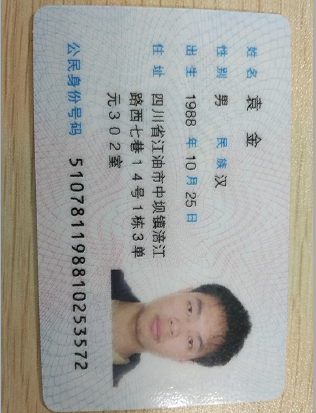 姓名 袁金
性别 男 民族 汉
出生 1988 年 10 月 25 日
住址 四川省江油市中坝镇涪江
路西七巷14号1栋3单
元302室
公民身份号码 510781198810253572